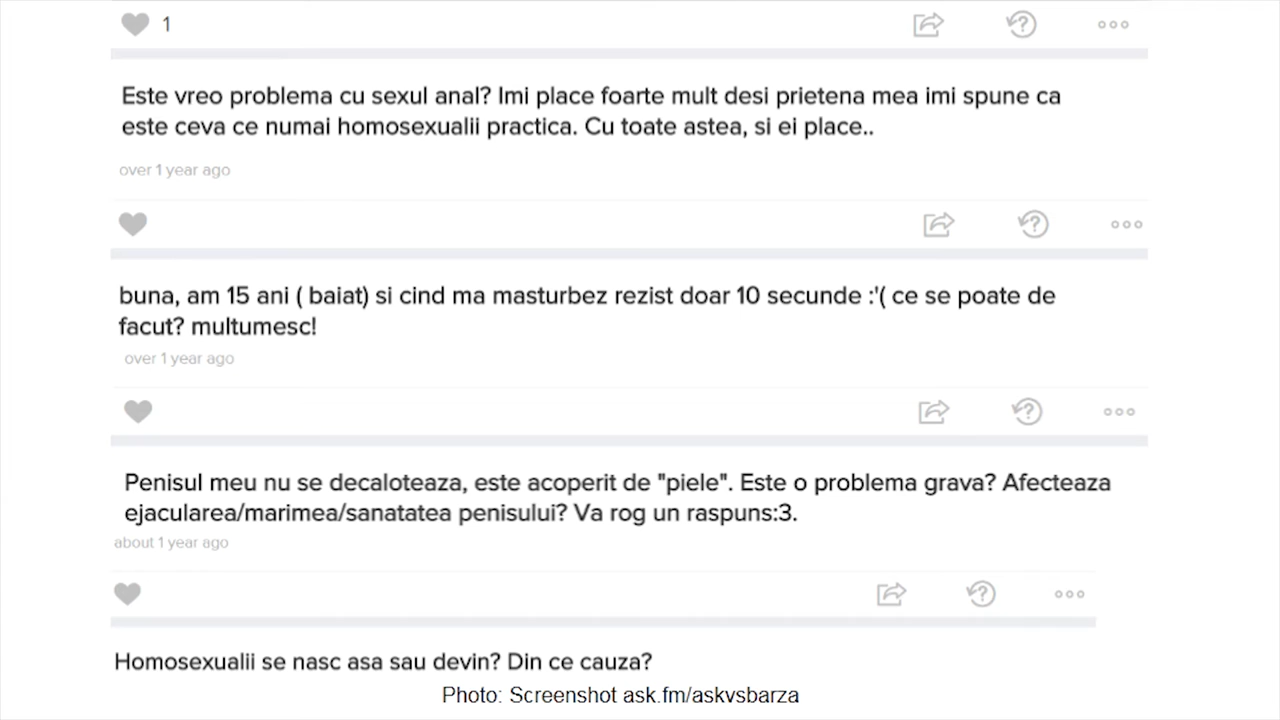 1
Este vreo problema cu sexul anal? Imi place foarte mult desi prietena mea imi spune ca
este ceva ce numai homosexualii practica. Cu toate astea, si ei place..
over 1 year ago
buna, am 15 ani ( baiat) si cind ma masturbez rezist doar 10 secunde :'( ce se poate de
facut? multumesc!
over 1 year ago
Penisul meu nu se decaloteaza, este acoperit de "piele". Este o problema grava? Afecteaza
ejacularea/marimea/sanatatea penisului? Va rog un raspuns:3.
about 1 year ago
Homosexualii se nasc asa sau devin? Din ce cauza?
Photo: Screenshot ask.fm/askvsbarza